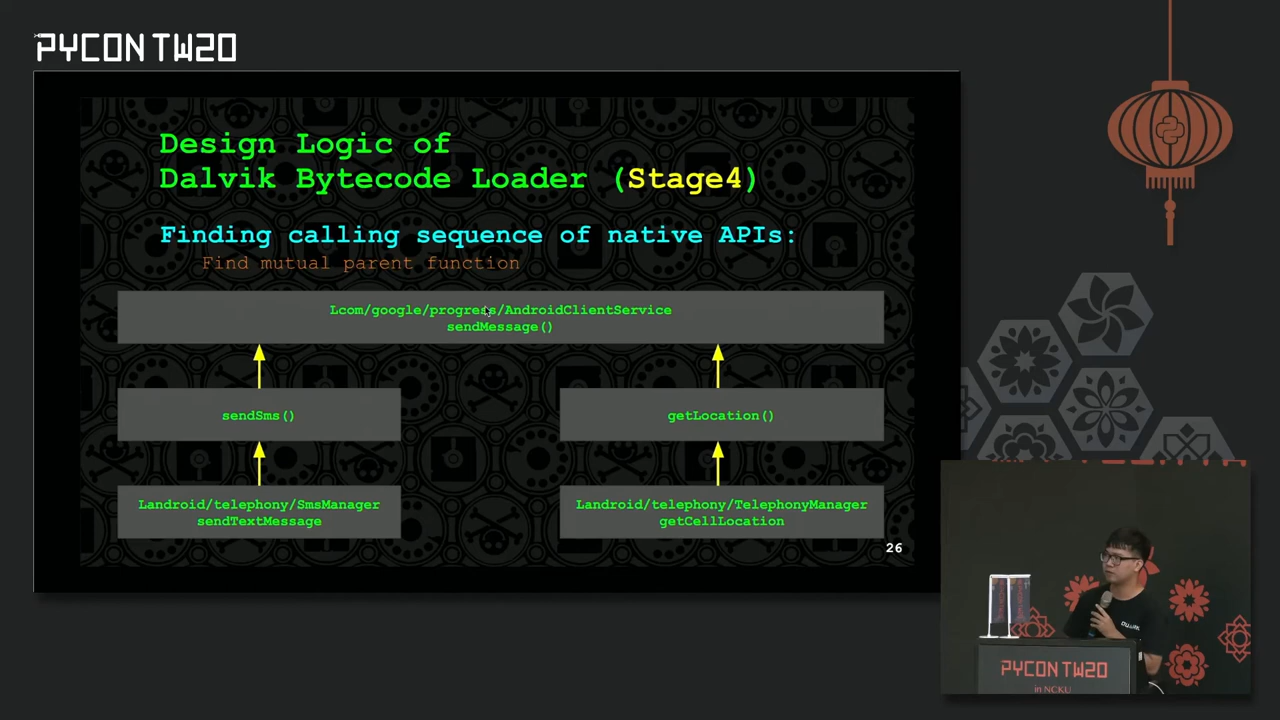 PYCON TW20
Design Logic of
Dalvik Bytecode Loader (Stage4)
Finding calling sequence of native APIs:
Find mutual parent function
Lcom/google/progress/AndroidClientService
sendMessage()
sendSms()
getLocation()
Landroid/telephony/SmsManager
sendTextMessage
Landroid/telephony/TelephonyManager
getCellLocation
26
PYCON TW20
in NCKU